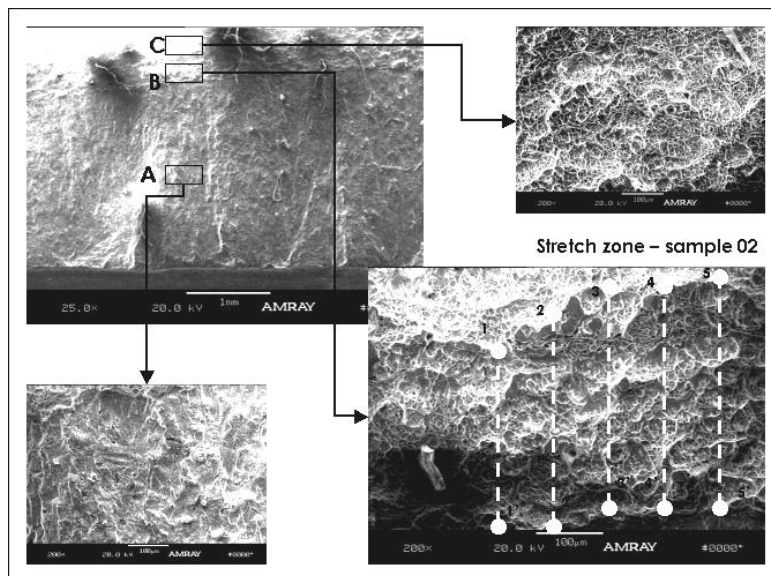 C
B
A
25.0× 20.0 kV 1mm AMRAY
100µm
200× 20.0 kV AMRAY #0000*
Stretch zone – sample 02
1 2 3 4 5
100µm
200× 20.0 kV AMRAY #0000*
100µm
200× 20.0 kV AMRAY #0000*